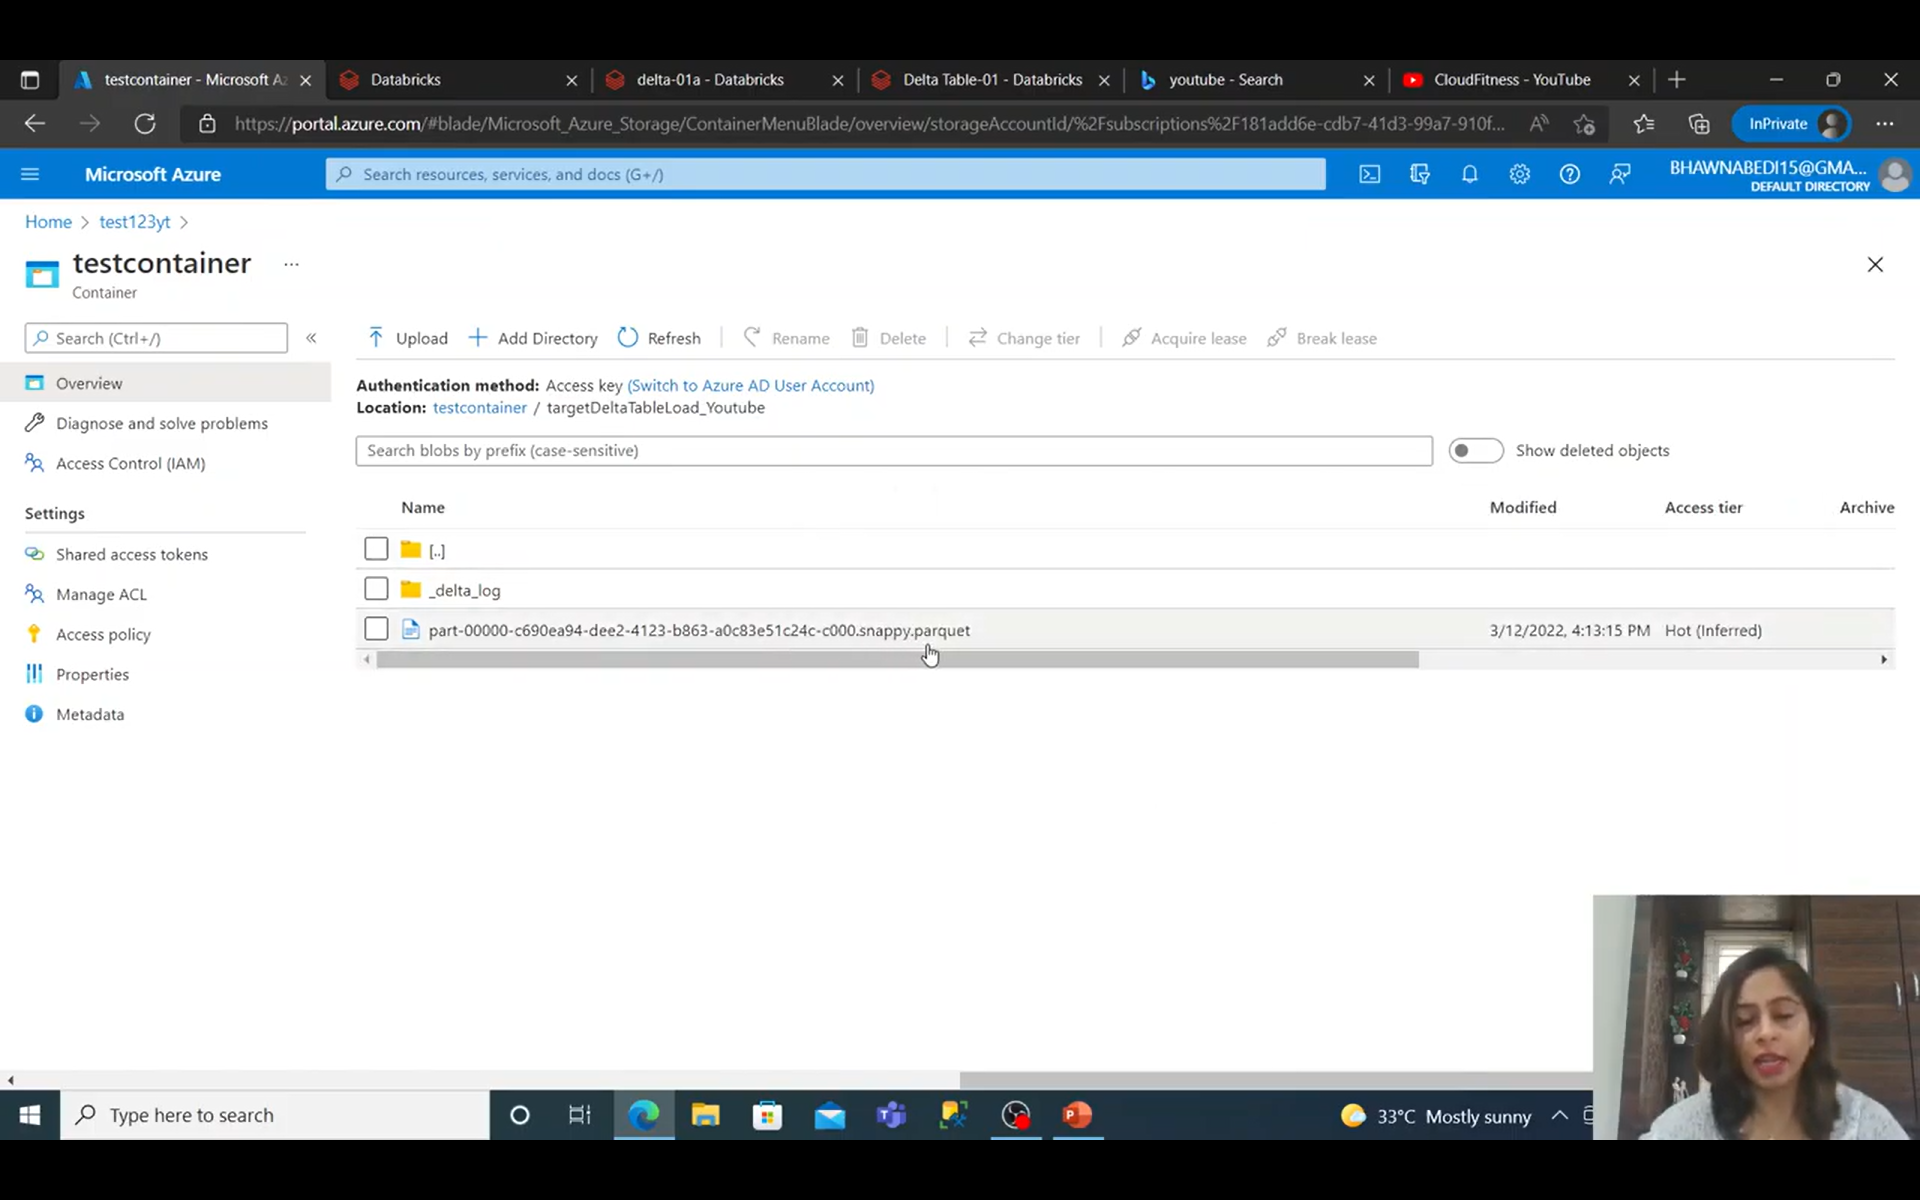 testcontainer - Microsoft Az
Databricks
delta-01a - Databricks
Delta Table-01 - Databricks
youtube - Search
CloudFitness - YouTube
https://portal.azure.com/#blade/Microsoft_Azure_Storage/ContainerMenuBlade/overview/storageAccountId/%2Fsubscriptions%2F181add6e-cdb7-41d3-99a7-910f...
InPrivate
Microsoft Azure
Search resources, services, and docs (G+/)
BHAWNABEDI15@GMA...
DEFAULT DIRECTORY
Home > test123yt >
testcontainer ...
Container
Search (Ctrl+/)
«
Overview
Diagnose and solve problems
Access Control (IAM)
Settings
Shared access tokens
Manage ACL
Access policy
Properties
Metadata
Upload + Add Directory Refresh Rename Delete Change tier Acquire lease Break lease
Authentication method: Access key (Switch to Azure AD User Account)
Location: testcontainer / targetDeltaTableLoad_Youtube
Search blobs by prefix (case-sensitive)
Show deleted objects
Name Modified Access tier Archive
[..]
_delta_log
part-00000-c690ea94-dee2-4123-b863-a0c83e51c24c-c000.snappy.parquet 3/12/2022, 4:13:15 PM Hot (Inferred)
Type here to search
33°C Mostly sunny